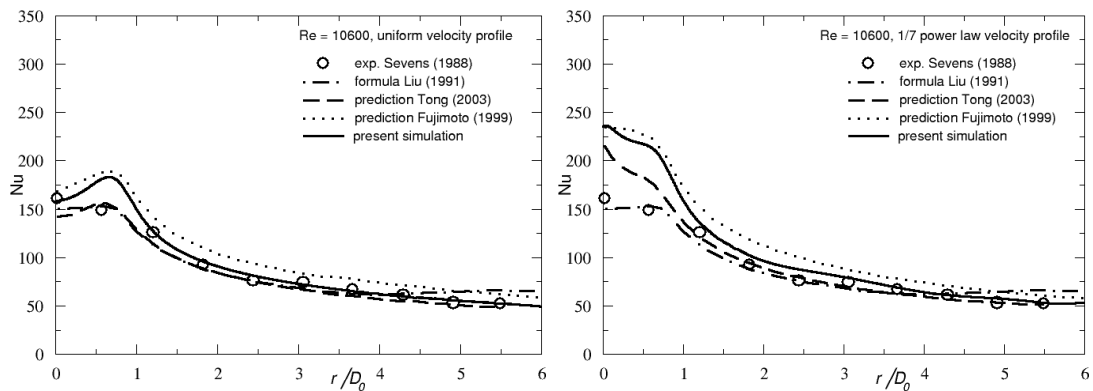 350
300
250
200
150
100
50
0
Nu
Re = 10600, uniform velocity profile
exp. Sevens (1988)
formula Liu (1991)
prediction Tong (2003)
prediction Fujimoto (1999)
present simulation
0 1 2 3 4 5 6
r/D0
350
300
250
200
150
100
50
0
Nu
Re = 10600, 1/7 power law velocity profile
exp. Sevens (1988)
formula Liu (1991)
prediction Tong (2003)
prediction Fujimoto (1999)
present simulation
0 1 2 3 4 5 6
r/D0